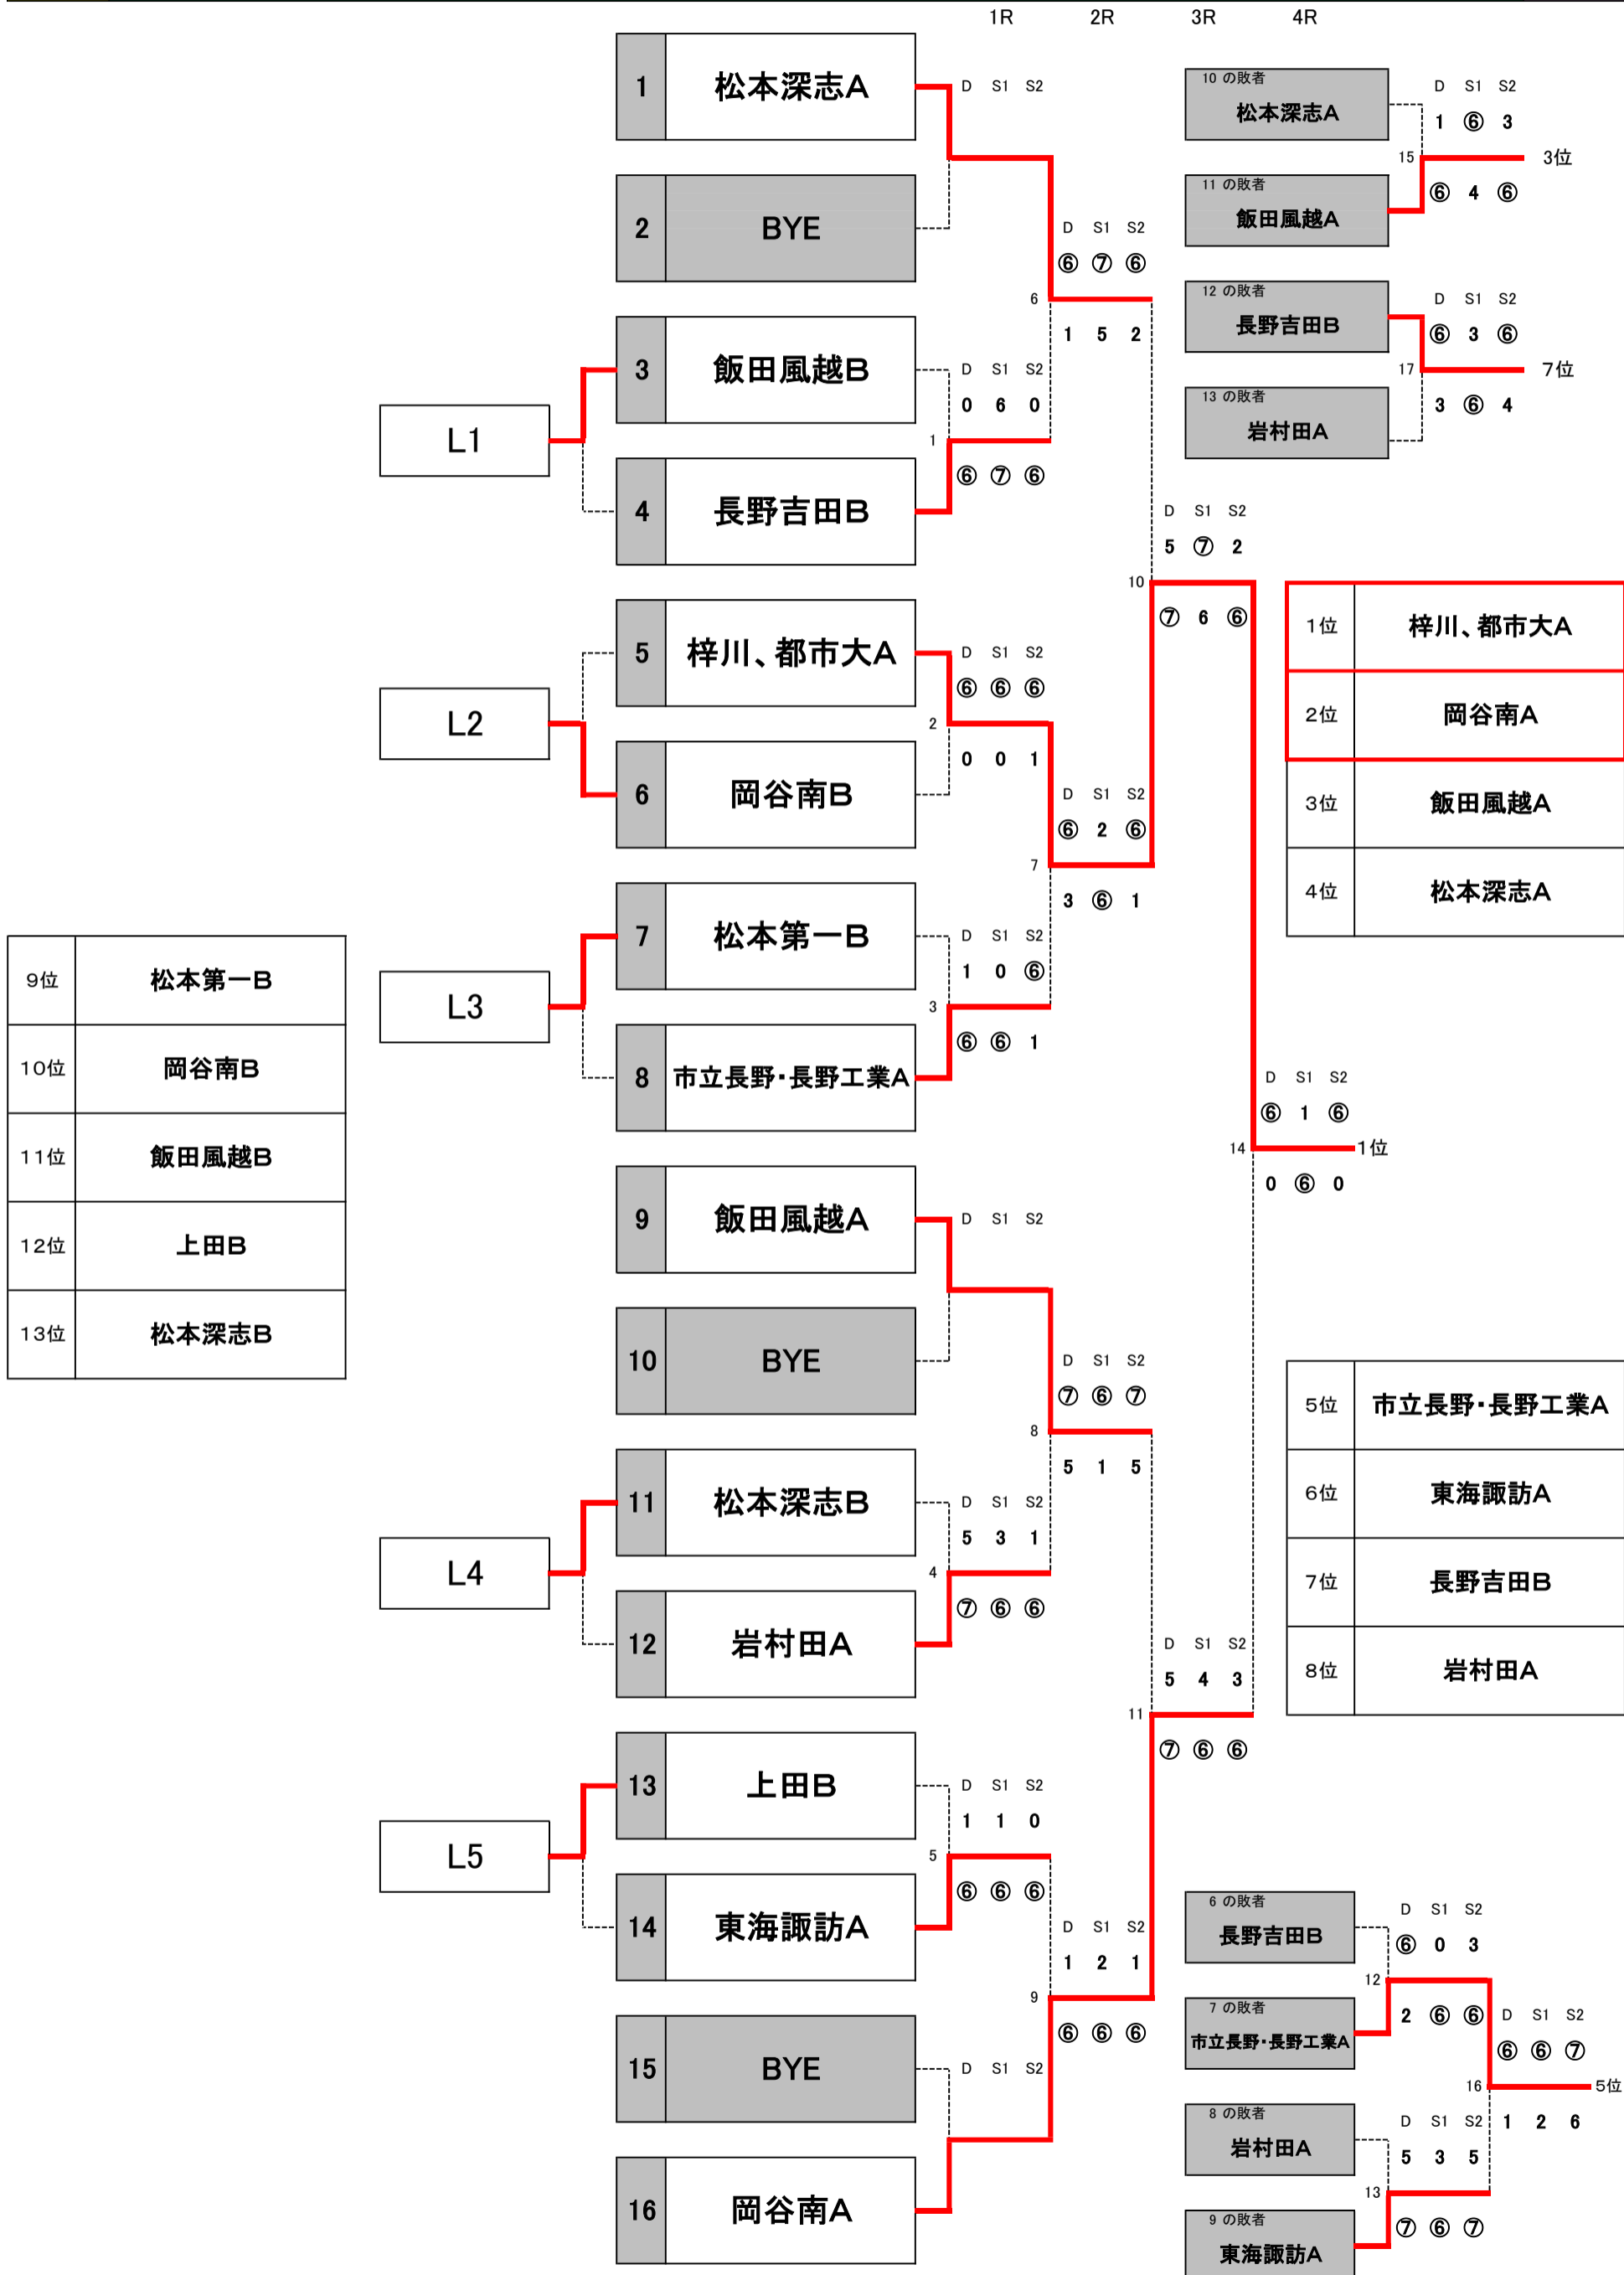 1R 2R 3R 4R
1 松本深志A
D S1 S2
2 BYE
D S1 S2
⑥ ⑦ ⑥
6
1 5 2
3 飯田風越B
D S1 S2
0 6 0
L1
1
⑥ ⑦ ⑥
4 長野吉田B
5 梓川、都市大A
D S1 S2
⑥ ⑥ ⑥
L2
2
0 0 1
6 岡谷南B
D S1 S2
⑥ 2 ⑥
7
3 ⑥ 1
7 松本第一B
D S1 S2
1 0 ⑥
L3
3
⑥ ⑥ 1
8 市立長野・長野工業A
9 飯田風越A
D S1 S2
10 BYE
D S1 S2
⑦ ⑥ ⑦
8
5 1 5
11 松本深志B
D S1 S2
5 3 1
L4
4
⑦ ⑥ ⑥
12 岩村田A
13 上田B
D S1 S2
1 1 0
L5
5
⑥ ⑥ ⑥
14 東海諏訪A
D S1 S2
1 2 1
9
⑥ ⑥ ⑥
15 BYE
D S1 S2
16 岡谷南A
D S1 S2
5 ⑦ 2
10
⑦ 6 ⑥
D S1 S2
5 4 3
11
⑦ ⑥ ⑥
D S1 S2
⑥ 1 ⑥
14 1位
0 ⑥ 0
10 の敗者
松本深志A
D S1 S2
1 ⑥ 3
15 3位
11 の敗者
飯田風越A
⑥ 4 ⑥
12 の敗者
長野吉田B
D S1 S2
⑥ 3 ⑥
17 7位
13 の敗者
岩村田A
3 ⑥ 4
1位 梓川、都市大A
2位 岡谷南A
3位 飯田風越A
4位 松本深志A
5位 市立長野・長野工業A
6位 東海諏訪A
7位 長野吉田B
8位 岩村田A
9位 松本第一B
10位 岡谷南B
11位 飯田風越B
12位 上田B
13位 松本深志B
6 の敗者
長野吉田B
D S1 S2
⑥ 0 3
12
7 の敗者
市立長野・長野工業A
2 ⑥ ⑥
D S1 S2
⑥ ⑥ ⑦
16 5位
1 2 6
8 の敗者
岩村田A
D S1 S2
5 3 5
13
9 の敗者
東海諏訪A
⑦ ⑥ ⑦